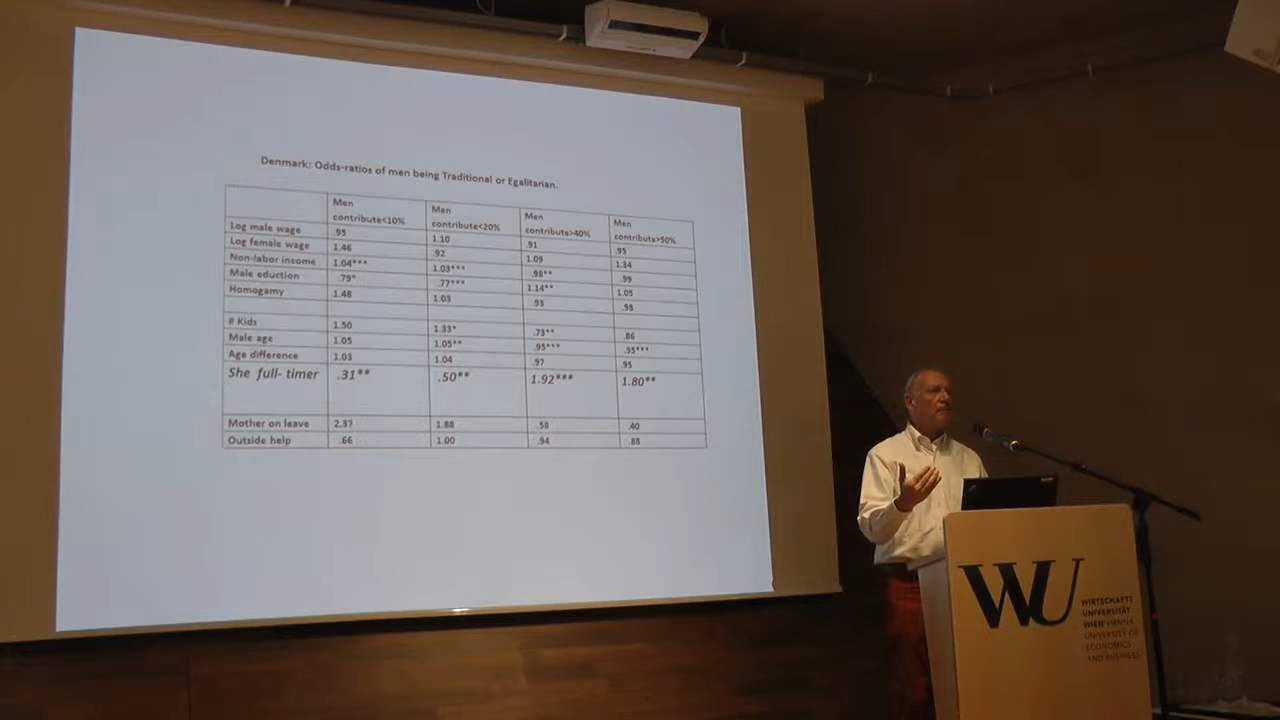 Denmark: Odds-ratios of men being Traditional or Egalitarian.
Men contribute<10% Men contribute<20% Men contribute>40% Men contribute>50%
Log male wage 95 1.10 .91 .95
Log female wage 1.46 .92 1.09 1.34
Non-labor income 1.04*** 1.03*** .98** .99
Male eduction .79* .77*** 1.14** 1.05
Homogamy 1.48 1.03 .93 .98
# Kids 1.50 1.33* .73** .86
Male age 1.05 1.05** .95*** .95***
Age difference 1.03 1.04 .97 .95
She full- timer .31** .50** 1.92*** 1.80**
Mother on leave 2.37 1.88 .58 .40
Outside help .66 1.00 .94 .88
WU
WIRTSCHAFTS
UNIVERSITÄT
WIEN VIENNA
UNIVERSITY OF
ECONOMICS
AND BUSINESS